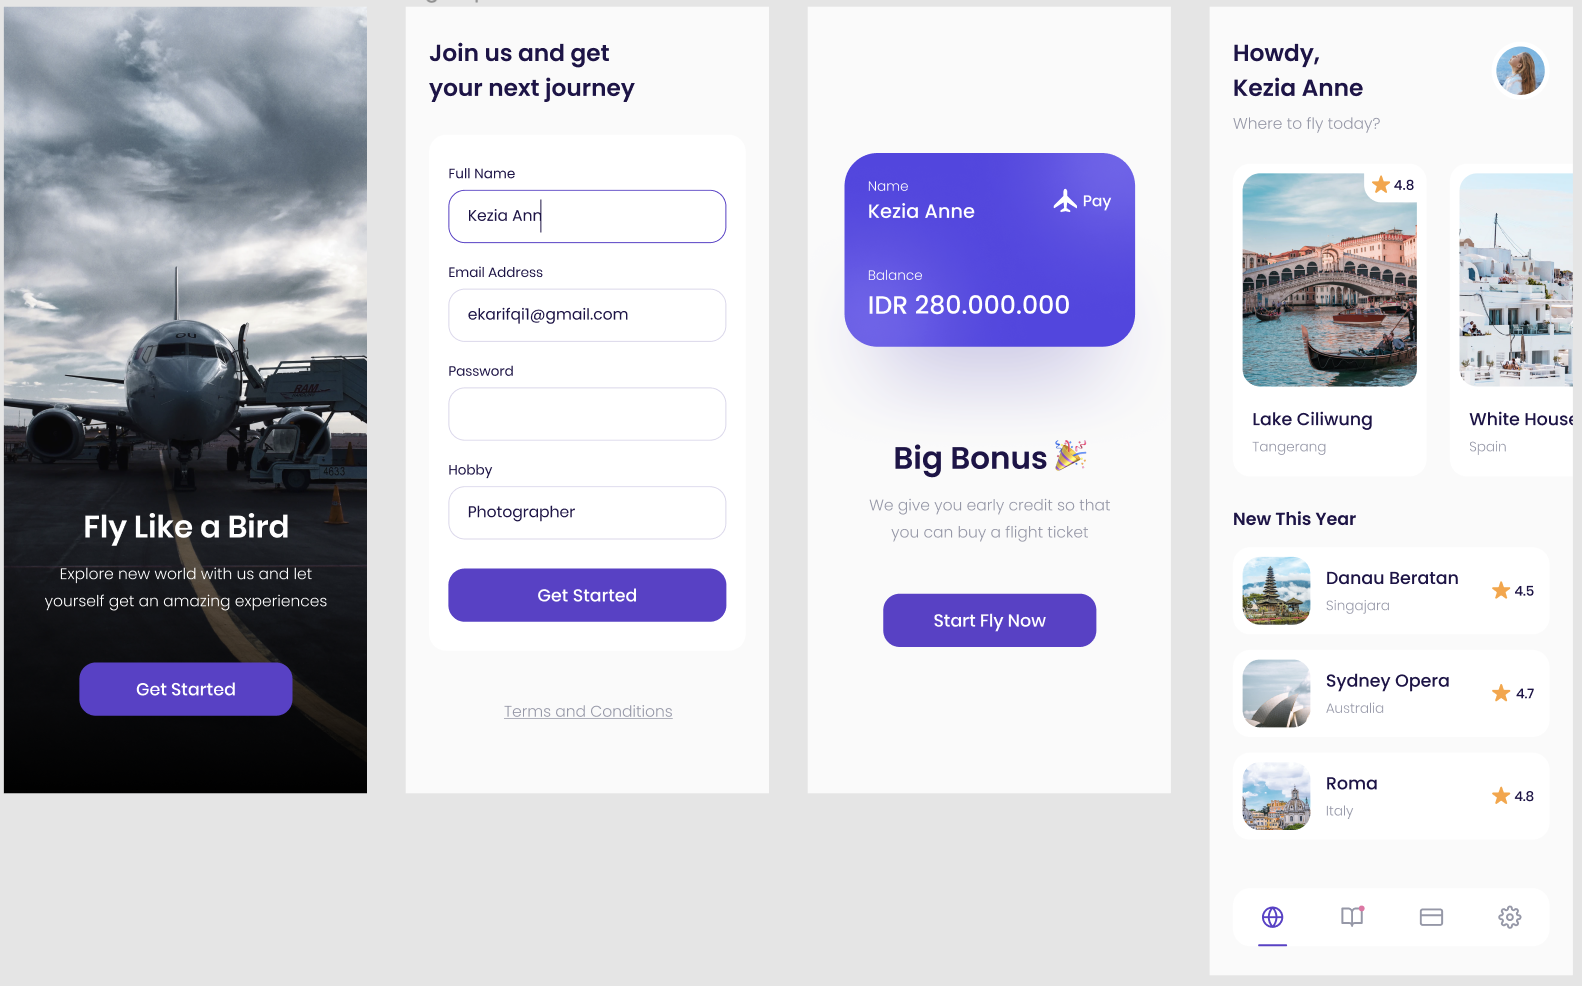 Fly Like a Bird
Explore new world with us and let
yourself get an amazing experiences
Get Started
RAM
4633
Join us and get
your next journey
Full Name
Kezia Ann
Email Address
ekarifqi1@gmail.com
Password
Hobby
Photographer
Get Started
Terms and Conditions
Name
Kezia Anne
Pay
Balance
IDR 280.000.000
Big Bonus 🎉
We give you early credit so that
you can buy a flight ticket
Start Fly Now
Howdy,
Kezia Anne
Where to fly today?
4.8
Lake Ciliwung
Tangerang
White House
Spain
New This Year
Danau Beratan
Singajara
4.5
Sydney Opera
Australia
4.7
Roma
Italy
4.8